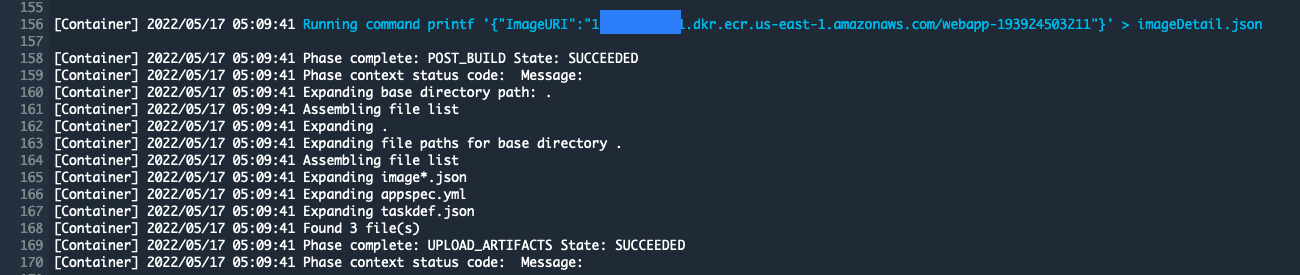 155
156 [Container] 2022/05/17 05:09:41 Running command printf '{"ImageURI":"1 1.dkr.ecr.us-east-1.amazonaws.com/webapp-193924503211"}' > imageDetail.json
157
158 [Container] 2022/05/17 05:09:41 Phase complete: POST_BUILD State: SUCCEEDED
159 [Container] 2022/05/17 05:09:41 Phase context status code:  Message:
160 [Container] 2022/05/17 05:09:41 Expanding base directory path: .
161 [Container] 2022/05/17 05:09:41 Assembling file list
162 [Container] 2022/05/17 05:09:41 Expanding .
163 [Container] 2022/05/17 05:09:41 Expanding file paths for base directory .
164 [Container] 2022/05/17 05:09:41 Assembling file list
165 [Container] 2022/05/17 05:09:41 Expanding image*.json
166 [Container] 2022/05/17 05:09:41 Expanding appspec.yml
167 [Container] 2022/05/17 05:09:41 Expanding taskdef.json
168 [Container] 2022/05/17 05:09:41 Found 3 file(s)
169 [Container] 2022/05/17 05:09:41 Phase complete: UPLOAD_ARTIFACTS State: SUCCEEDED
170 [Container] 2022/05/17 05:09:41 Phase context status code:  Message: